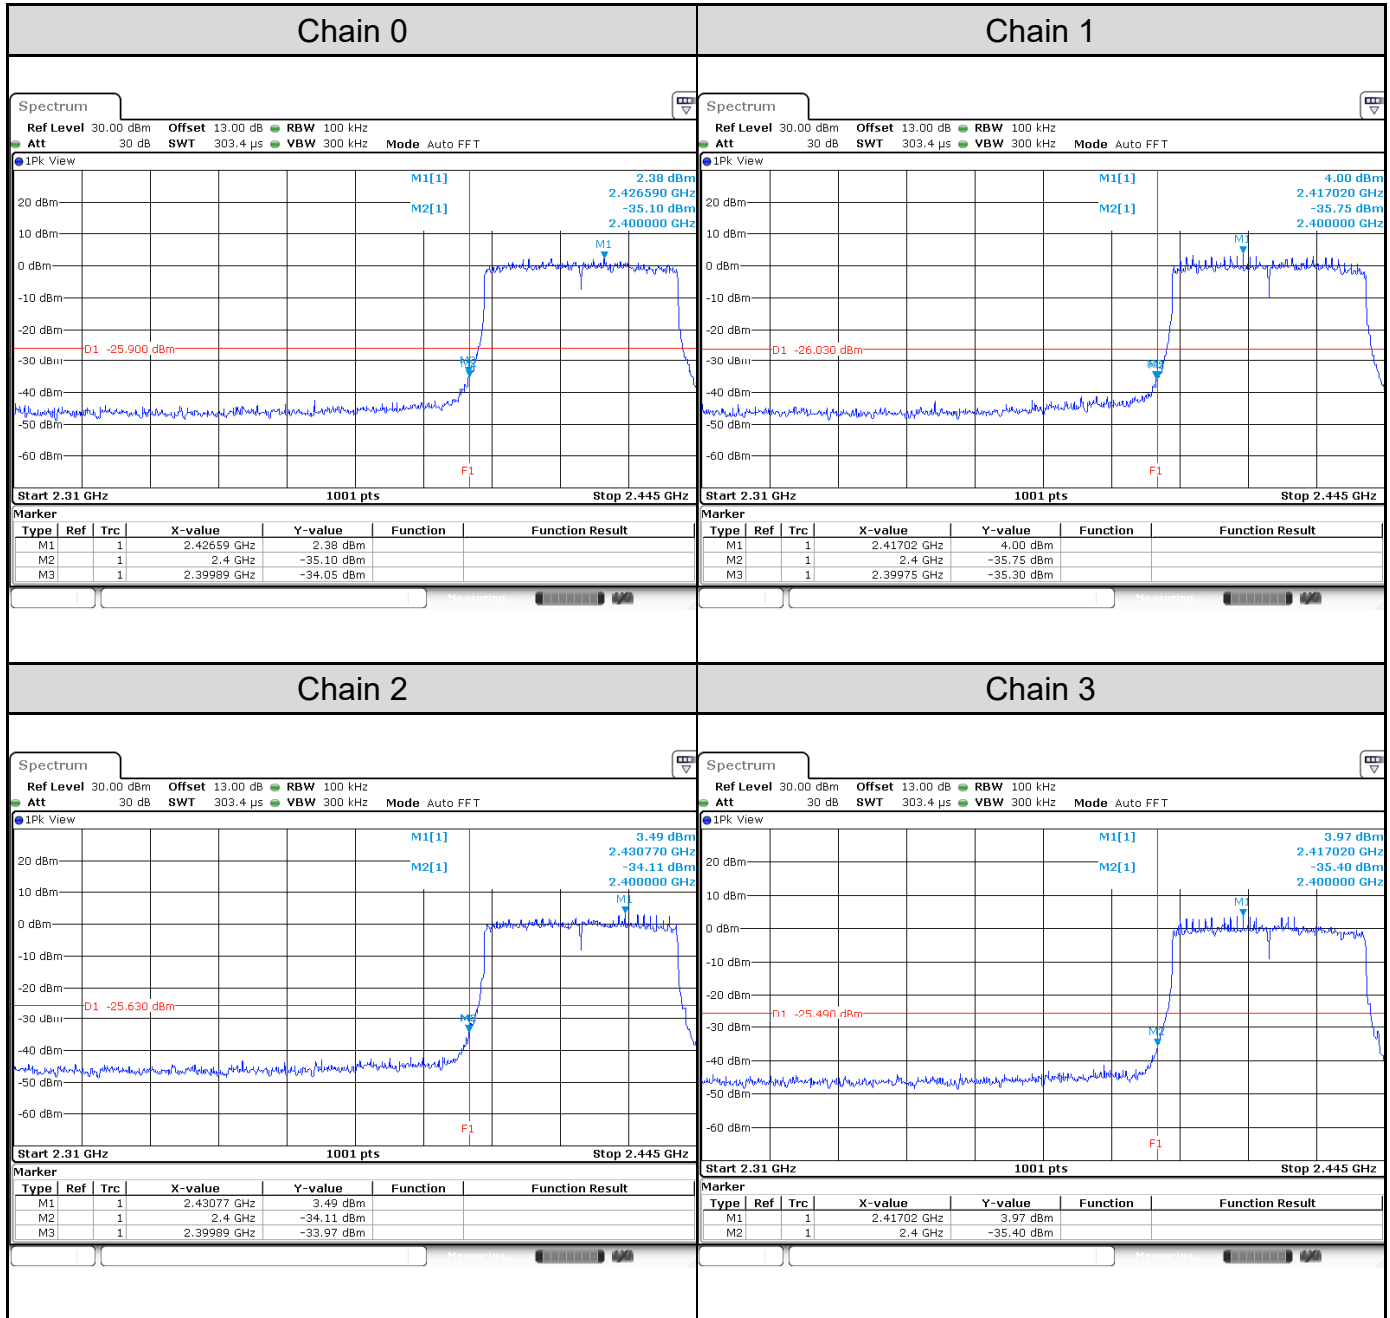 Chain 0
Spectrum
Ref Level 30.00 dBm Offset 13.00 dB RBW 100 kHz
Att 30 dB SWT 303.4 µs VBW 300 kHz Mode Auto FFT
1Pk View
M1[1] 2.38 dBm
2.426590 GHz
M2[1] -35.10 dBm
2.400000 GHz
20 dBm
10 dBm
M1
0 dBm
-10 dBm
-20 dBm
D1 -25.900 dBm
-30 dBm
-40 dBm
-50 dBm
-60 dBm
F1
Start 2.31 GHz 1001 pts Stop 2.445 GHz
Marker
Type Ref Trc X-value Y-value Function Function Result
M1 1 2.42659 GHz 2.38 dBm
M2 1 2.4 GHz -35.10 dBm
M3 1 2.39989 GHz -34.05 dBm
Measuring...
Chain 1
Spectrum
Ref Level 30.00 dBm Offset 13.00 dB RBW 100 kHz
Att 30 dB SWT 303.4 µs VBW 300 kHz Mode Auto FFT
1Pk View
M1[1] 4.00 dBm
2.417020 GHz
M2[1] -35.75 dBm
2.400000 GHz
20 dBm
10 dBm
M1
0 dBm
-10 dBm
-20 dBm
D1 -26.030 dBm
-30 dBm
-40 dBm
-50 dBm
-60 dBm
F1
Start 2.31 GHz 1001 pts Stop 2.445 GHz
Marker
Type Ref Trc X-value Y-value Function Function Result
M1 1 2.41702 GHz 4.00 dBm
M2 1 2.4 GHz -35.75 dBm
M3 1 2.39975 GHz -35.30 dBm
Measuring...
Chain 2
Spectrum
Ref Level 30.00 dBm Offset 13.00 dB RBW 100 kHz
Att 30 dB SWT 303.4 µs VBW 300 kHz Mode Auto FFT
1Pk View
M1[1] 3.49 dBm
2.430770 GHz
M2[1] -34.11 dBm
2.400000 GHz
20 dBm
10 dBm
M1
0 dBm
-10 dBm
-20 dBm
D1 -25.630 dBm
-30 dBm
-40 dBm
-50 dBm
-60 dBm
F1
Start 2.31 GHz 1001 pts Stop 2.445 GHz
Marker
Type Ref Trc X-value Y-value Function Function Result
M1 1 2.43077 GHz 3.49 dBm
M2 1 2.4 GHz -34.11 dBm
M3 1 2.39989 GHz -33.97 dBm
Measuring...
Chain 3
Spectrum
Ref Level 30.00 dBm Offset 13.00 dB RBW 100 kHz
Att 30 dB SWT 303.4 µs VBW 300 kHz Mode Auto FFT
1Pk View
M1[1] 3.97 dBm
2.417020 GHz
M2[1] -35.40 dBm
2.400000 GHz
20 dBm
10 dBm
M1
0 dBm
-10 dBm
-20 dBm
D1 -25.490 dBm
-30 dBm
M2
-40 dBm
-50 dBm
-60 dBm
F1
Start 2.31 GHz 1001 pts Stop 2.445 GHz
Marker
Type Ref Trc X-value Y-value Function Function Result
M1 1 2.41702 GHz 3.97 dBm
M2 1 2.4 GHz -35.40 dBm
Measuring...